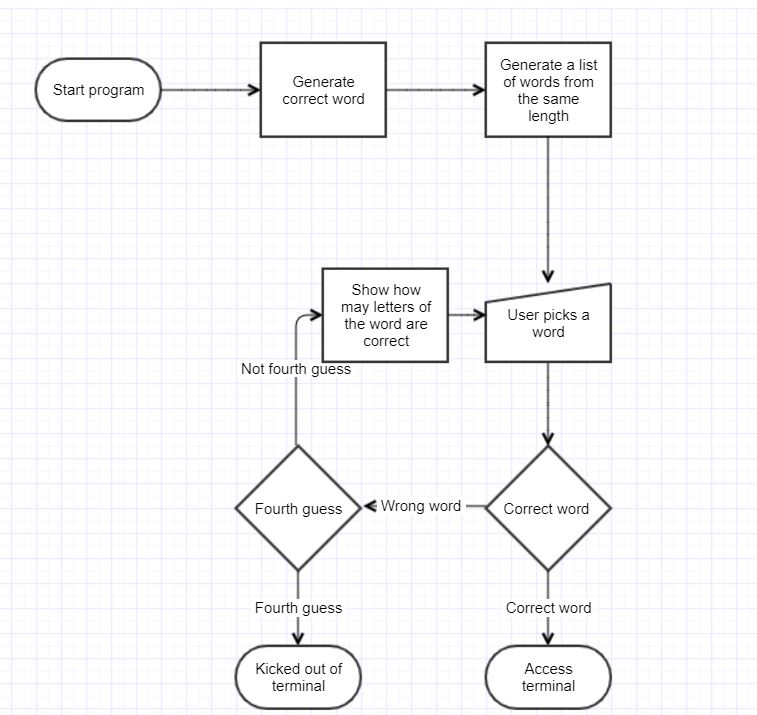 Start program
Generate
correct word
Generate a list
of words from
the same
length
Show how
may letters of
the word are
correct
User picks a
word
Not fourth guess
Fourth guess
Wrong word
Correct word
Fourth guess
Correct word
Kicked out of
terminal
Access
terminal